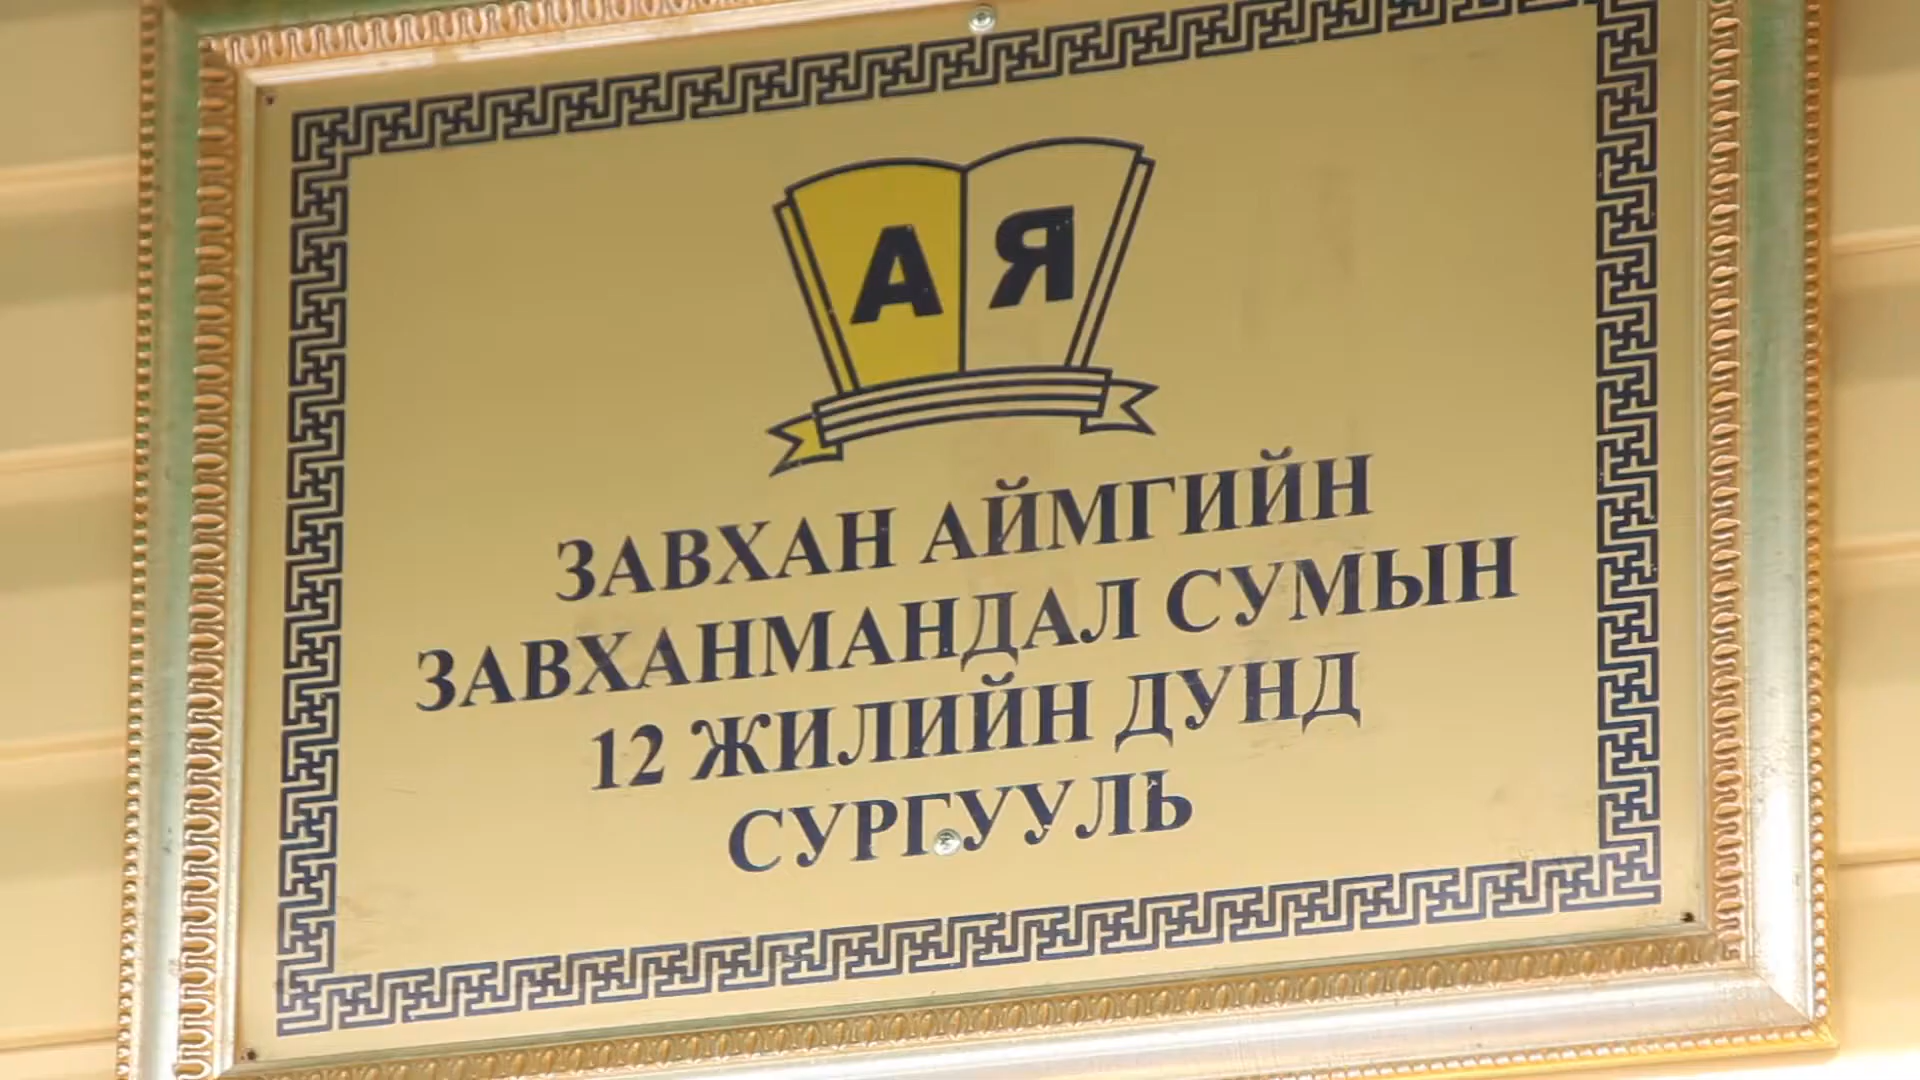 А Я
ЗАВХАН АЙМГИЙН
ЗАВХАНМАНДАЛ СУМЫН
12 ЖИЛИЙН ДУНД
СУРГУУЛЬ